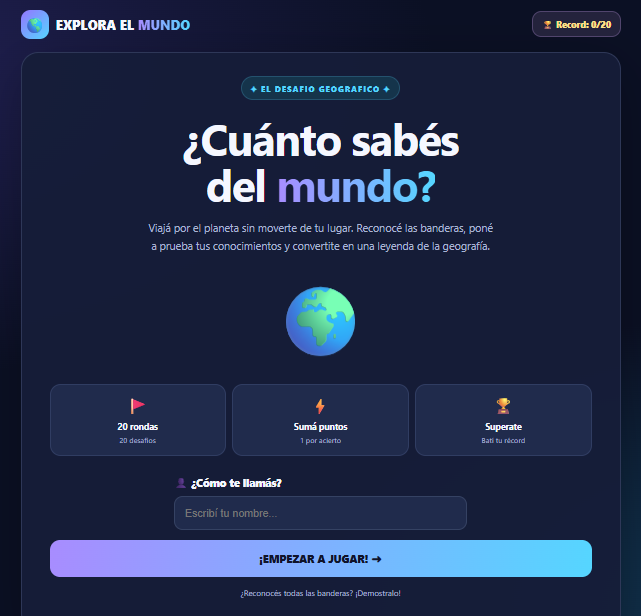 EXPLORA EL MUNDO
🏆 Record: 0/20
✦ EL DESAFIO GEOGRAFICO ✦
¿Cuánto sabés
del mundo?
Viajá por el planeta sin moverte de tu lugar. Reconocé las banderas, poné
a prueba tus conocimientos y convertite en una leyenda de la geografía.
20 rondas
20 desafios
Sumá puntos
1 por acierto
Superate
Bati tu récord
👤 ¿Cómo te llamás?
Escribí tu nombre...
¡EMPEZAR A JUGAR! →
¿Reconocés todas las banderas? ¡Demostralo!